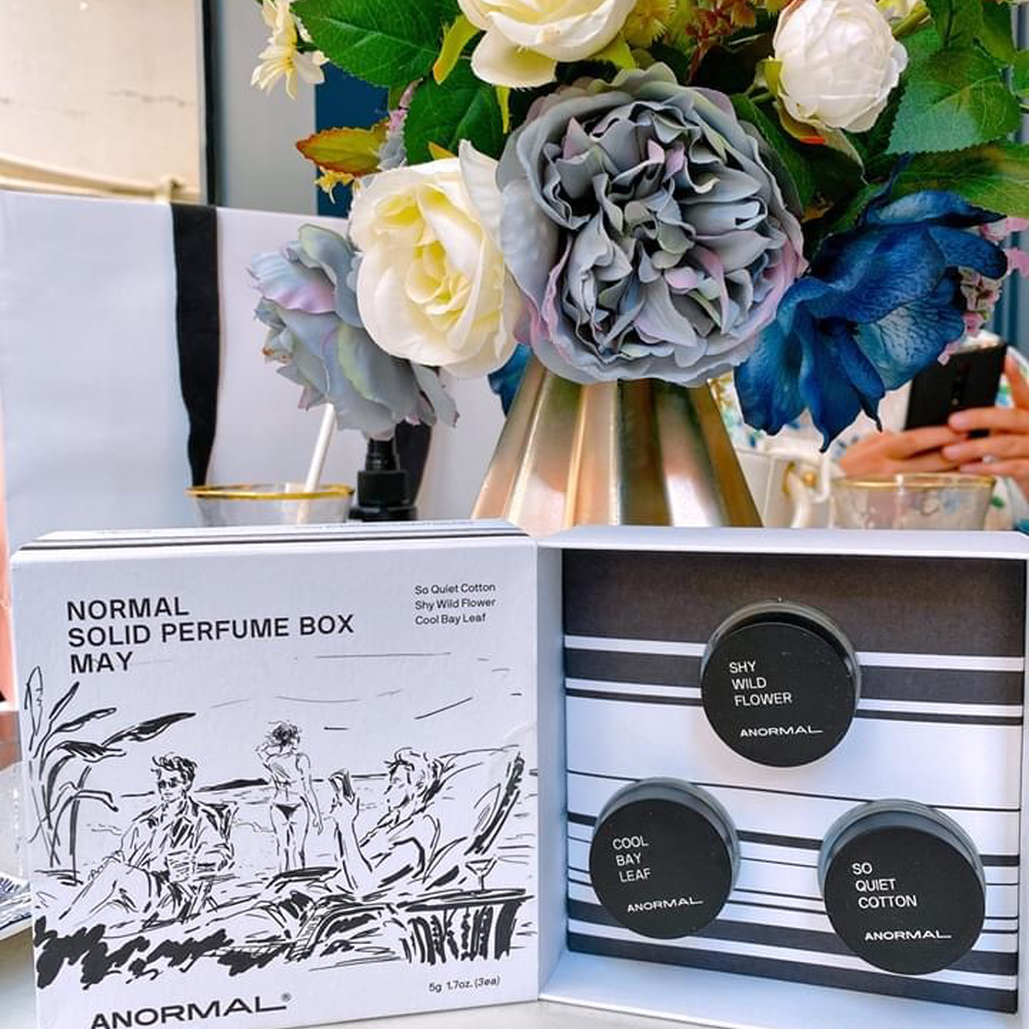 NORMAL
SOLID PERFUME BOX
MAY
So Quiet Cotton
Shy Wild Flower
Cool Bay Leaf
5g 1.7oz. (3ea)
ANORMAL®
SHY
WILD
FLOWER
ANORMAL
COOL
BAY
LEAF
ANORMAL
SO
QUIET
COTTON
ANORMAL